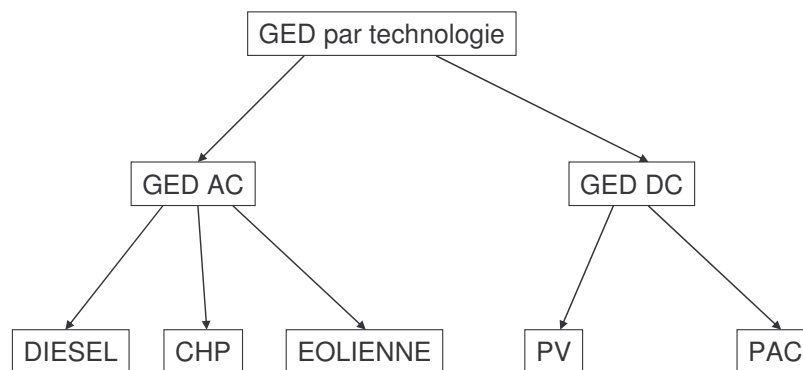 GED par technologie
GED AC
GED DC
DIESEL
CHP
EOLIENNE
PV
PAC